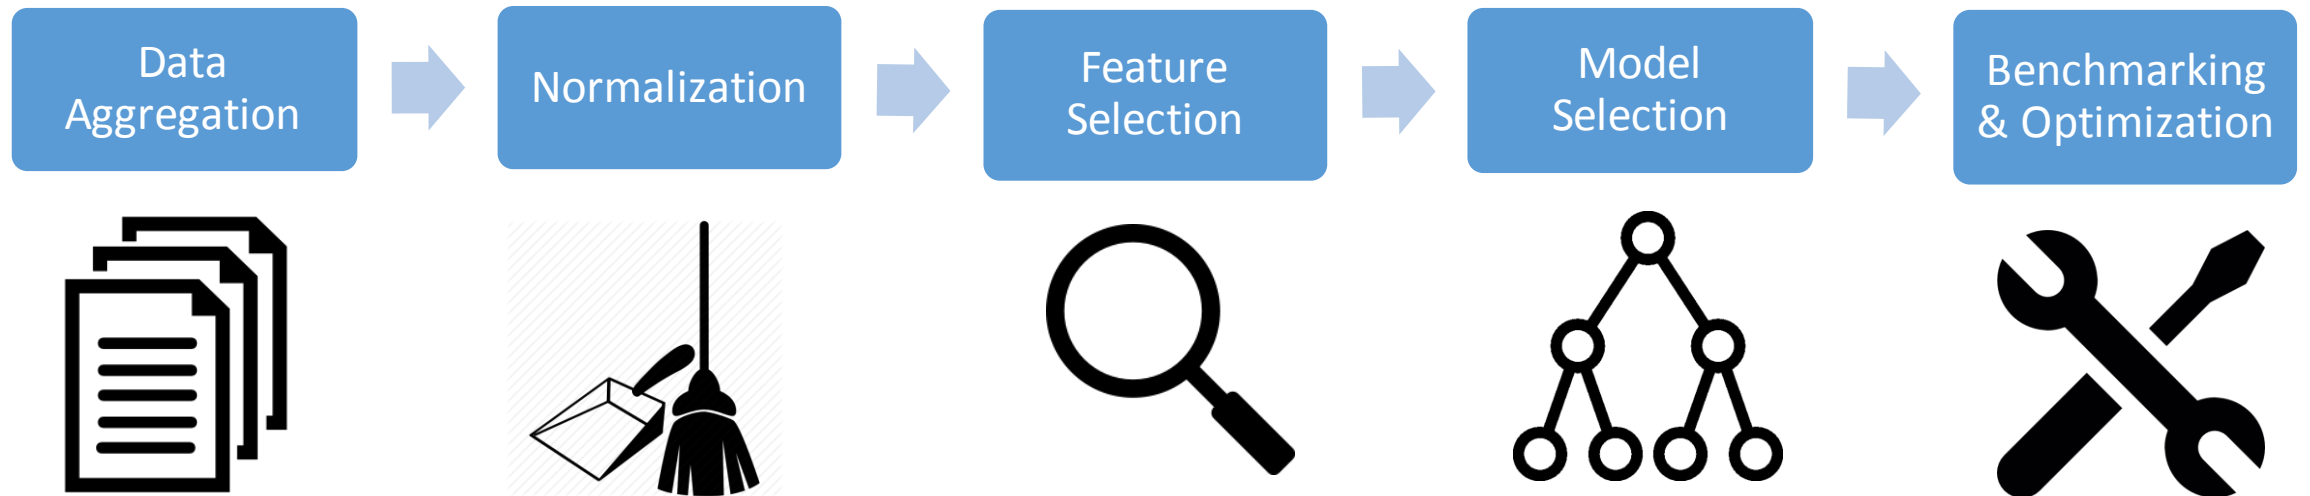 Data
Aggregation
Normalization
Feature
Selection
Model
Selection
Benchmarking
& Optimization